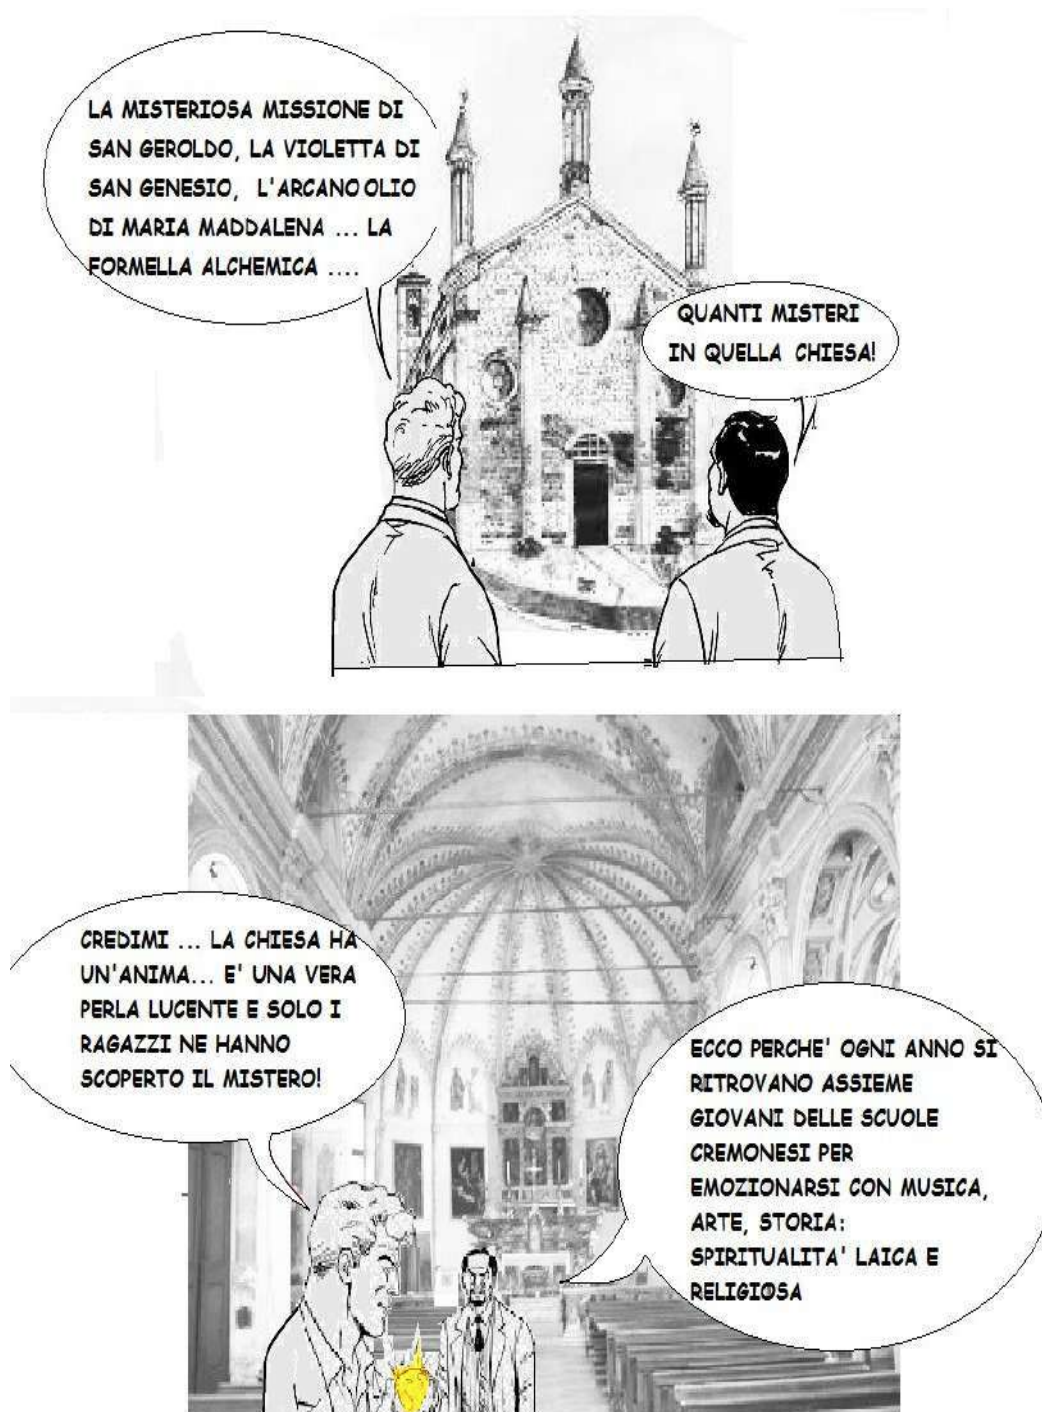 LA MISTERIOSA MISSIONE DI
SAN GEROLDO, LA VIOLETTA DI
SAN GENESIO, L'ARCANO OLIO
DI MARIA MADDALENA ... LA
FORMELLA ALCHEMICA ....
QUANTI MISTERI
IN QUELLA CHIESA!
CREDIMI ... LA CHIESA HA
UN'ANIMA... E' UNA VERA
PERLA LUCENTE E SOLO I
RAGAZZI NE HANNO
SCOPERTO IL MISTERO!
ECCO PERCHE' OGNI ANNO SI
RITROVANO ASSIEME
GIOVANI DELLE SCUOLE
CREMONESI PER
EMOZIONARSI CON MUSICA,
ARTE, STORIA:
SPIRITUALITA' LAICA E
RELIGIOSA